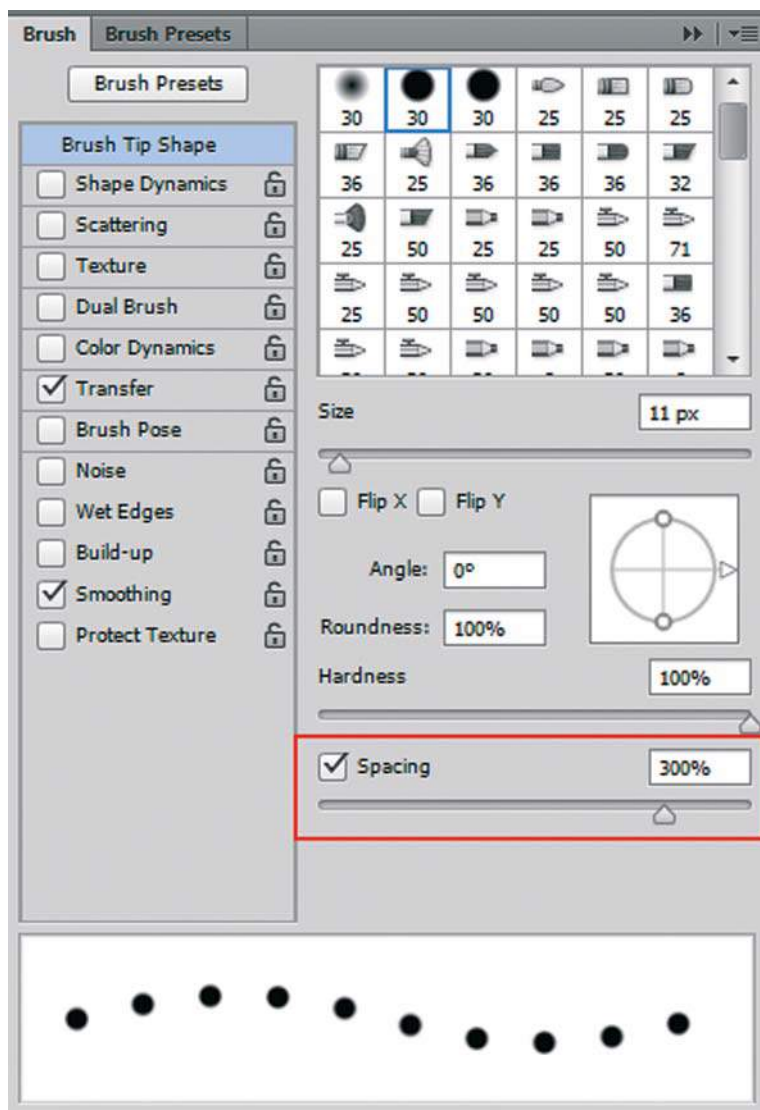 Brush Brush Presets
Brush Presets
Brush Tip Shape
Shape Dynamics
Scattering
Texture
Dual Brush
Color Dynamics
Transfer
Brush Pose
Noise
Wet Edges
Build-up
Smoothing
Protect Texture
30 30 30 25 25 25
36 25 36 36 36 32
25 50 25 25 50 71
25 50 50 50 50 36
Size 11 px
Flip X Flip Y
Angle: 0º
Roundness: 100%
Hardness 100%
Spacing 300%